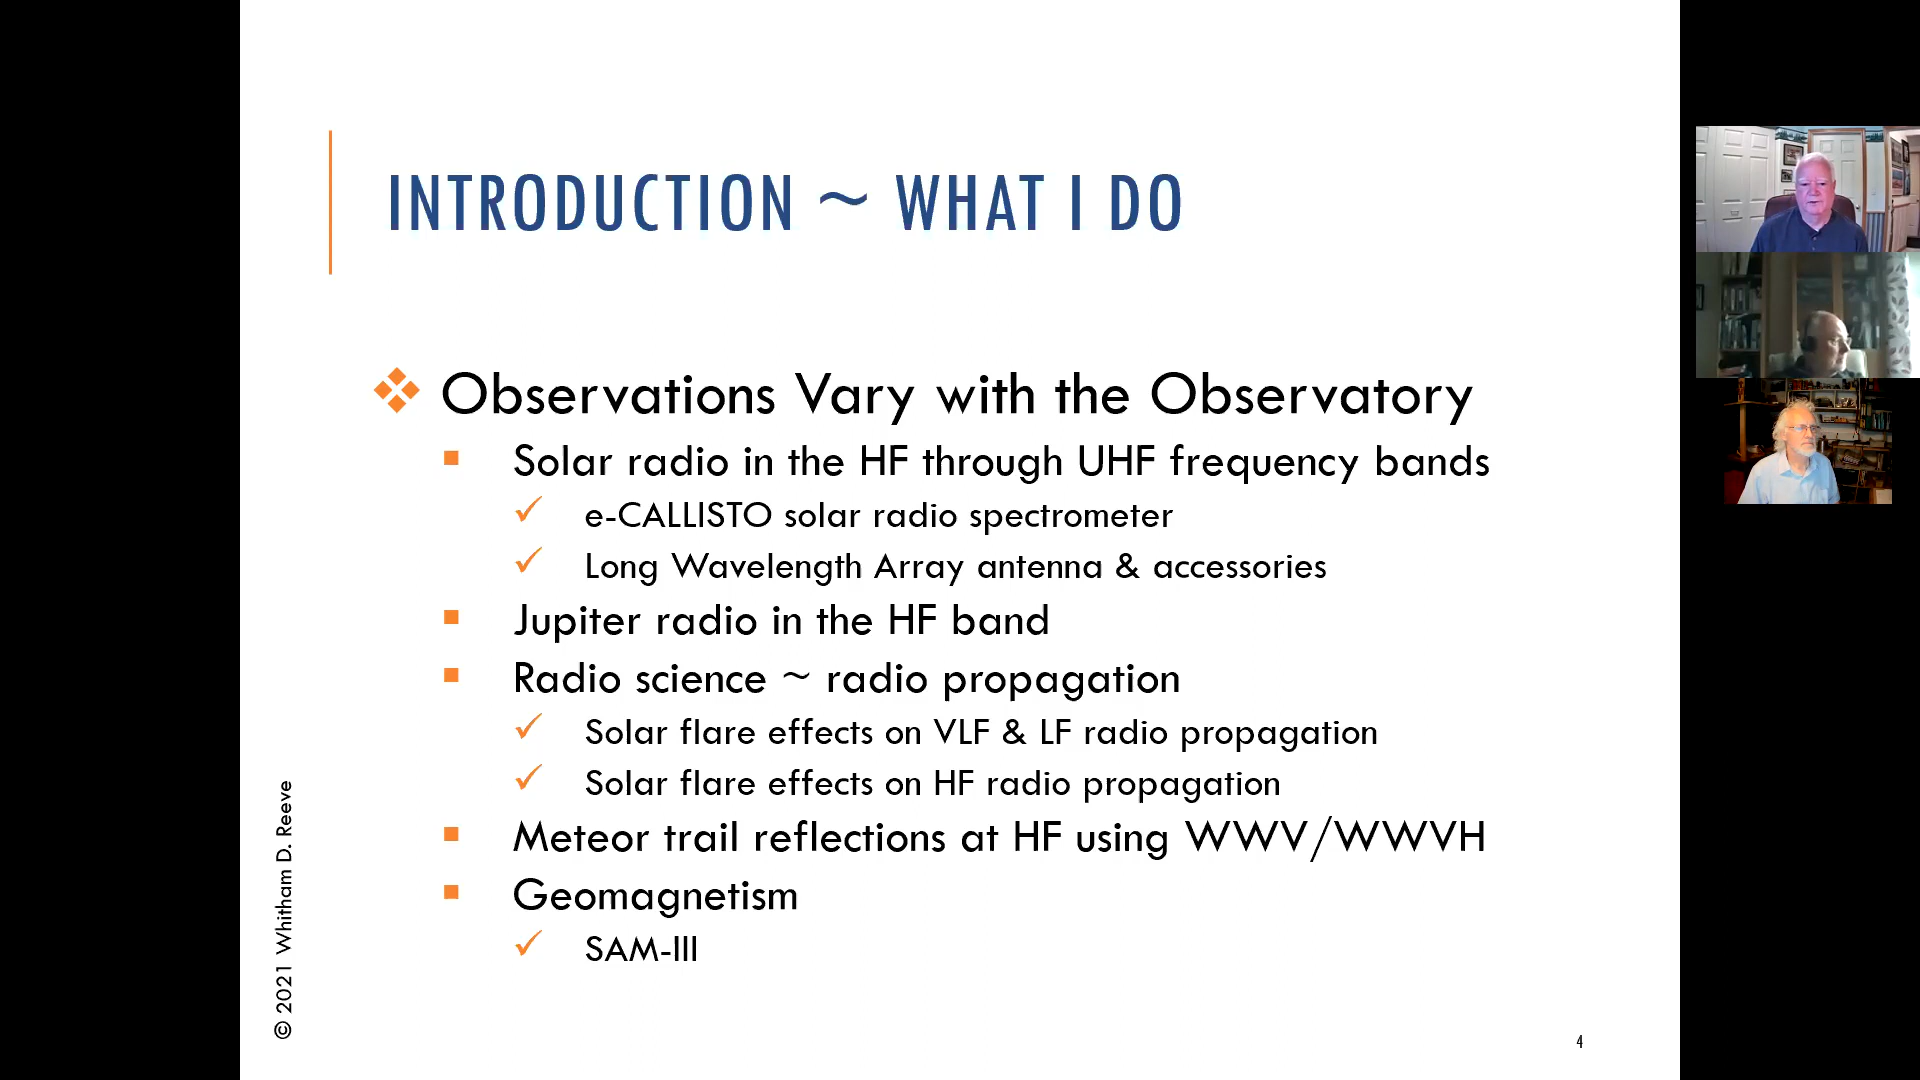 INTRODUCTION ~ WHAT I DO
Observations Vary with the Observatory
Solar radio in the HF through UHF frequency bands
e-CALLISTO solar radio spectrometer
Long Wavelength Array antenna & accessories
Jupiter radio in the HF band
Radio science ~ radio propagation
Solar flare effects on VLF & LF radio propagation
Solar flare effects on HF radio propagation
Meteor trail reflections at HF using WWV/WWVH
Geomagnetism
SAM-III
© 2021 Whitham D. Reeve
4